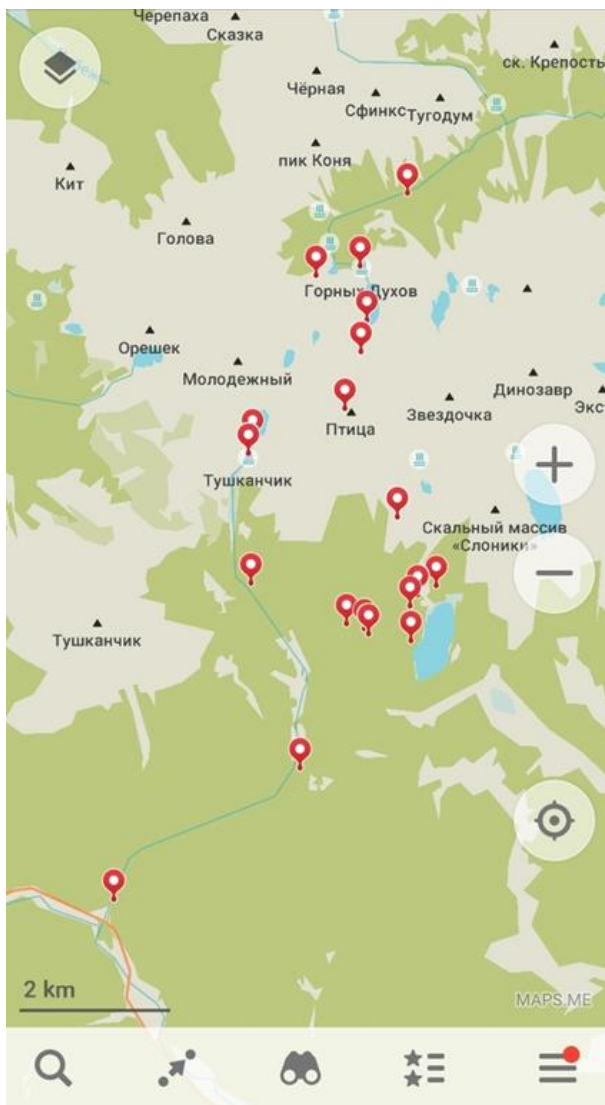 Черепаха
Сказка
ск. Крепость
Чёрная
Сфинкс
Тугодум
пик Коня
Кит
Голова
Горных Духов
Орешек
Молодежный
Динозавр
Звездочка
Экс
Птица
Тушканчик
Скальный массив
«Слоники»
Тушканчик
2 km
MAPS.ME